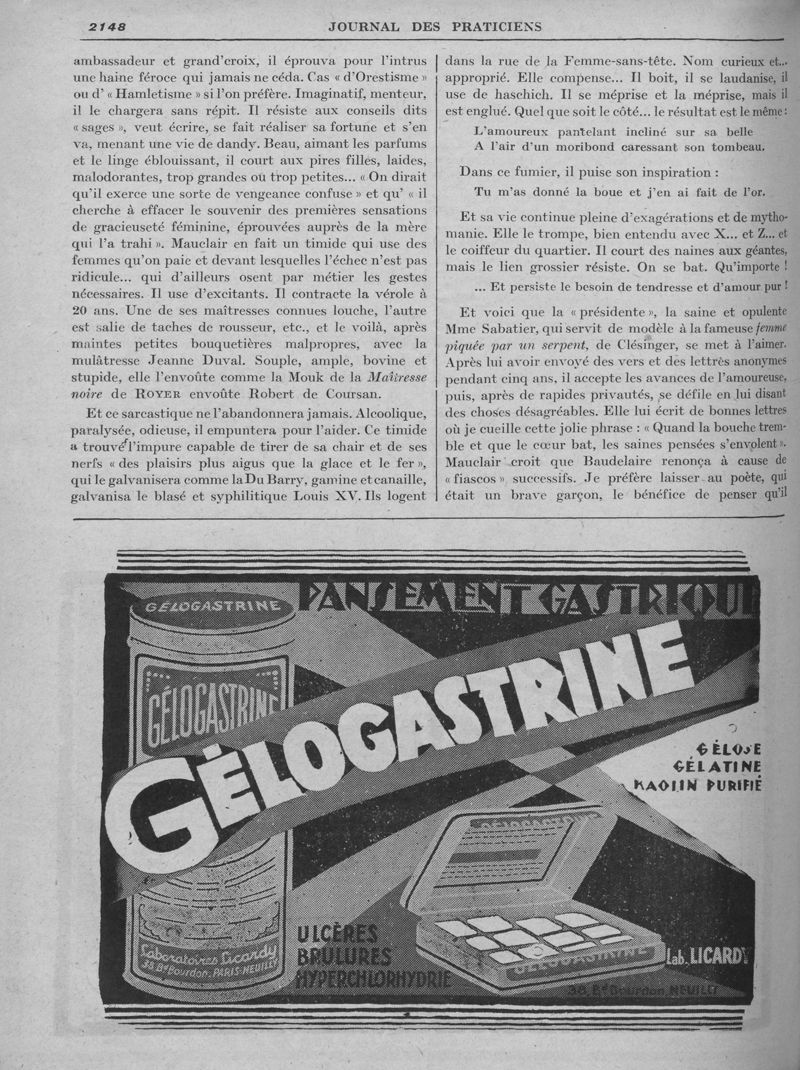 2148
JOURNAL DES PRATICIENS
ambassadeur et grand'croix, il éprouva pour l'intrus
une haine féroce qui jamais ne céda. Cas « d'Orestisme »
ou d' « Hamletisme » si l'on préfère. Imaginatif, menteur,
il le chargera sans répit. Il résiste aux conseils dits
« sages », veut écrire, se fait réaliser sa fortune et s'en
va, menant une vie de dandy. Beau, aimant les parfums
et le linge éblouissant, il court aux pires filles, laides,
malodorantes, trop grandes ou trop petites... « On dirait
qu'il exerce une sorte de vengeance confuse » et qu' « il
cherche à effacer le souvenir des premières sensations
de gracieuseté féminine, éprouvées auprès de la mère
qui l'a trahi ». Mauclair en fait un timide qui use des
femmes qu'on paie et devant lesquelles l'échec n'est pas
ridicule... qui d'ailleurs osent par métier les gestes
nécessaires. Il use d'excitants. Il contracte la vérole à
20 ans. Une de ses maîtresses connues louche, l'autre
est salie de taches de rousseur, etc., et le voilà, après
maintes petites bouquetières malpropres, avec la
mulâtresse Jeanne Duval. Souple, ample, bovine et
stupide, elle l'envoûte comme la Mouk de la Maîtresse
noire de ROYER envoûte Robert de Coursan.
Et ce sarcastique ne l'abandonnera jamais. Alcoolique,
paralysée, odieuse, il empruntera pour l'aider. Ce timide
a trouvé l'impure capable de tirer de sa chair et de ses
nerfs « des plaisirs plus aigus que la glace et le fer »,
qui le galvanisera comme la Du Barry, gamine et canaille,
galvanisa le blasé et syphilitique Louis XV. Ils logent
dans la rue de la Femme-sans-tête. Nom curieux et...
approprié. Elle compense... Il boit, il se laudanise, il
use de haschich. Il se méprise et la méprise, mais il
est englué. Quel que soit le côté... le résultat est le même :
L'amoureux pantelant incliné sur sa belle
A l'air d'un moribond caressant son tombeau.
Dans ce fumier, il puise son inspiration :
Tu m'as donné la boue et j'en ai fait de l'or.
Et sa vie continue pleine d'exagérations et de mytho-
manie. Elle le trompe, bien entendu avec X... et Z... et
le coiffeur du quartier. Il court des naines aux géantes,
mais le lien grossier résiste. On se bat. Qu'importe !
... Et persiste le besoin de tendresse et d'amour pur !
Et voici que la « présidente », la saine et opulente
Mme Sabatier, qui servit de modèle à la fameuse femme
piquée par un serpent, de Clésinger, se met à l'aimer.
Après lui avoir envoyé des vers et des lettres anonymes
pendant cinq ans, il accepte les avances de l'amoureuse,
puis, après de rapides privautés, se défile en lui disant
des choses désagréables. Elle lui écrit de bonnes lettres
où je cueille cette jolie phrase : « Quand la bouche trem-
ble et que le cœur bat, les saines pensées s'envolent ».
Mauclair croit que Baudelaire renonça à cause de
« fiascos » successifs. Je préfère laisser au poète, qui
était un brave garçon, le bénéfice de penser qu'il
PANSEMENT GASTRIQUE
GÉLOGASTRINE
GÉLOGASTRINE
GÉLOGASTRINE
GÉLOSE
GÉLATINE
KAOLIN PURIFIÉ
GÉLOGASTRINE
ULCÈRES
BRULURES
HYPERCHLORHYDRIE
Laboratoires Licardy
38 Bd Bourdon. PARIS-NEUILLY
GÉLOGASTRINE
Lab. LICARDY
38, Bd Bourdon, NEUILLY